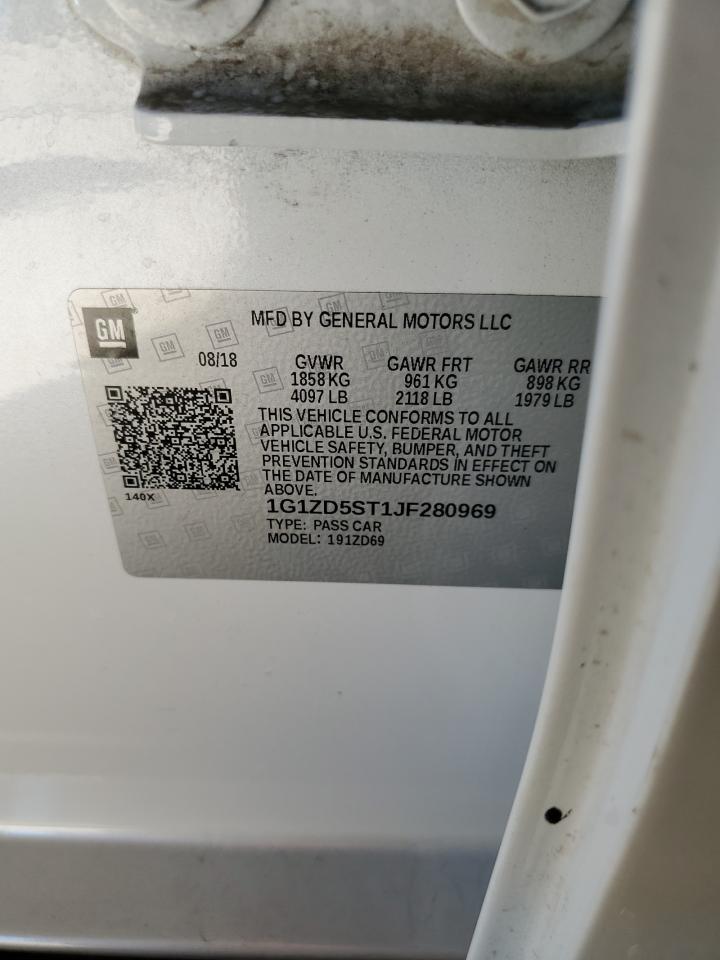 GM
MFD BY GENERAL MOTORS LLC
08/18 GVWR GAWR FRT GAWR RR
1858 KG 961 KG 898 KG
4097 LB 2118 LB 1979 LB
THIS VEHICLE CONFORMS TO ALL
APPLICABLE U.S. FEDERAL MOTOR
VEHICLE SAFETY, BUMPER, AND THEFT
PREVENTION STANDARDS IN EFFECT ON
THE DATE OF MANUFACTURE SHOWN
ABOVE.
140X
1G1ZD5ST1JF280969
TYPE: PASS CAR
MODEL: 191ZD69